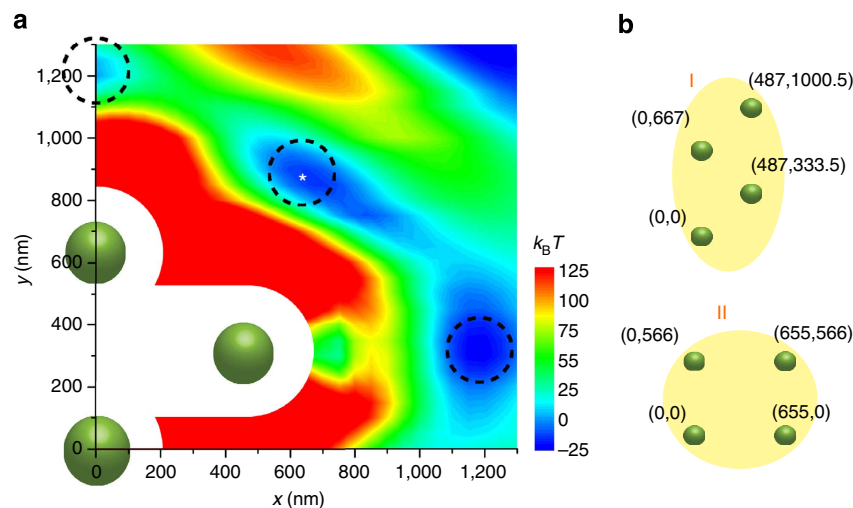 a
y (nm)
1,200
1,000
800
600
400
200
0
*
0 200 400 600 800 1,000 1,200
x (nm)
kBT
125
100
75
50
25
0
–25
b
I
(487,1000.5)
(0,667)
(487,333.5)
(0,0)
II
(0,566) (655,566)
(0,0) (655,0)